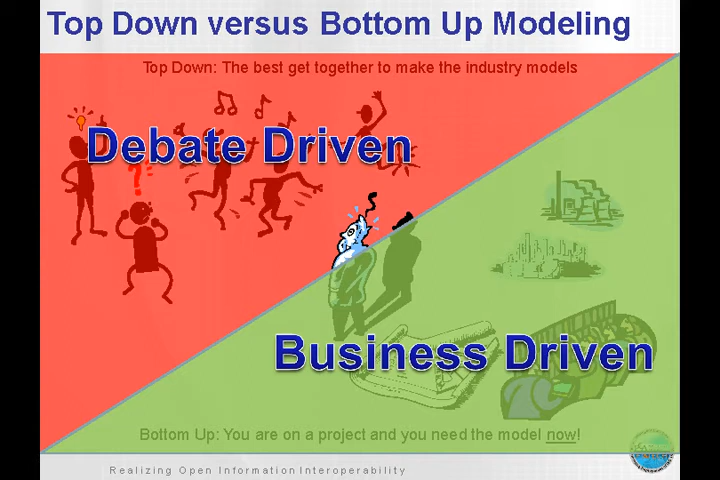 Top Down versus Bottom Up Modeling
Top Down: The best get together to make the industry models
Debate Driven
?
Business Driven
Bottom Up: You are on a project and you need the model now!
Realizing Open Information Interoperability